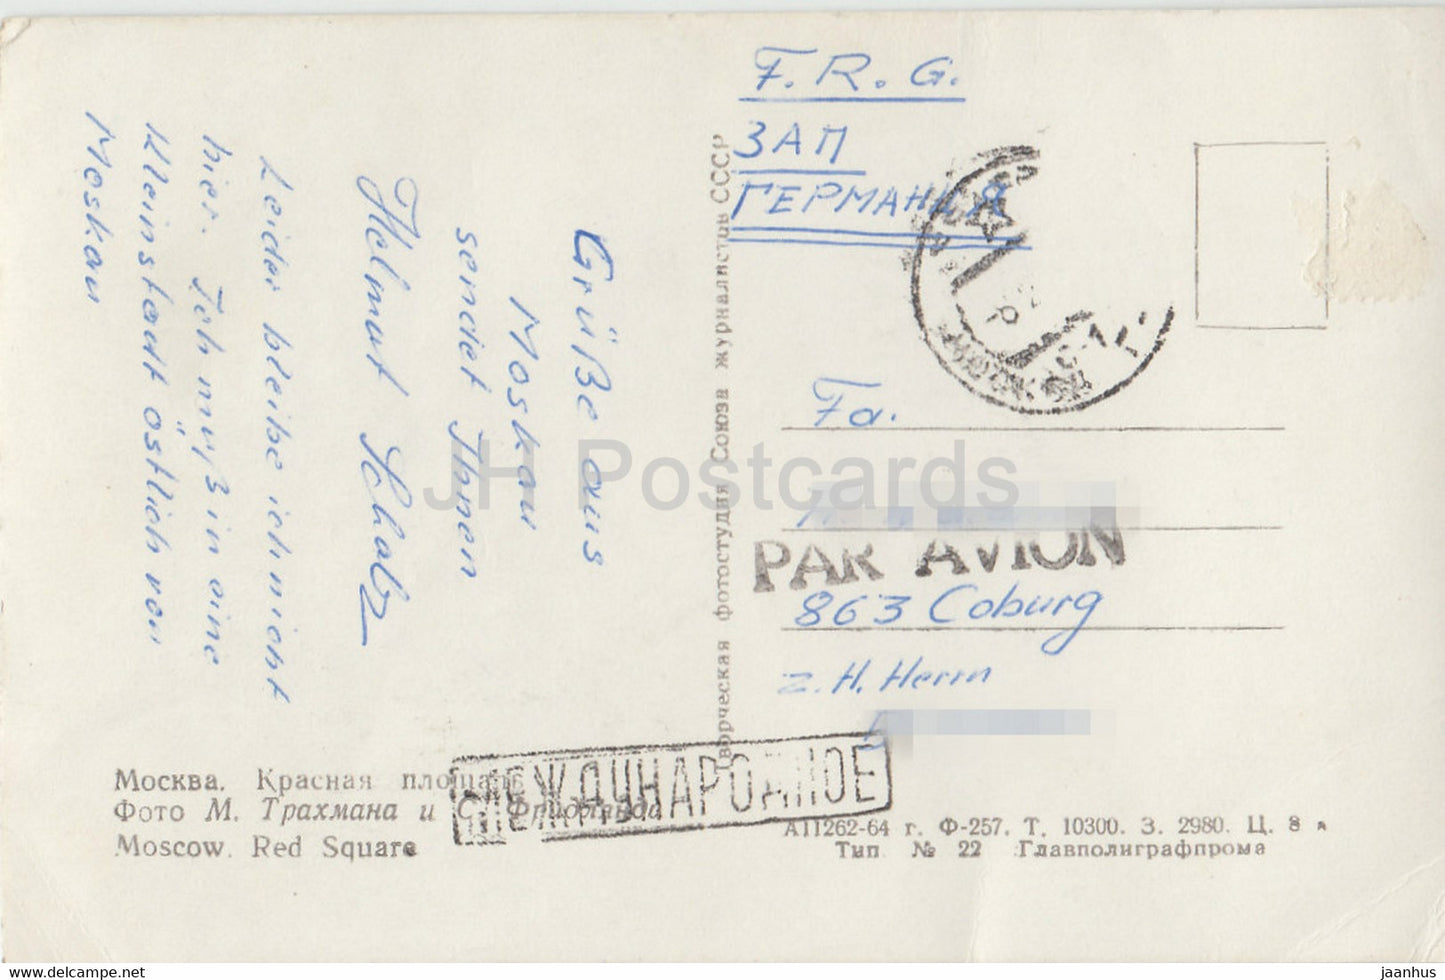 Grüße aus
Moskau
sendet Ihnen
Helmut Schatz
Leider bleibe ich nicht
hier. Ich muß in eine
Kleinstadt östlich von
Moskau
F. R. G.
ЗАП
ГЕРМАНИЯ
Fa.
PAR AVION
863 Coburg
z. H. Herrn
Творческая фотостудия Союза журналистов СССР
МЕЖДУНАРОДНОЕ
Москва. Красная площадь
Фото М. Трахмана и С. Фридлянда
Moscow. Red Square
А11262-64 г. Ф-257. Т. 10300. З. 2980. Ц. 8
Тип. № 22 Главполиграфпрома
JH Postcards
www.delcampe.net
jaanhus